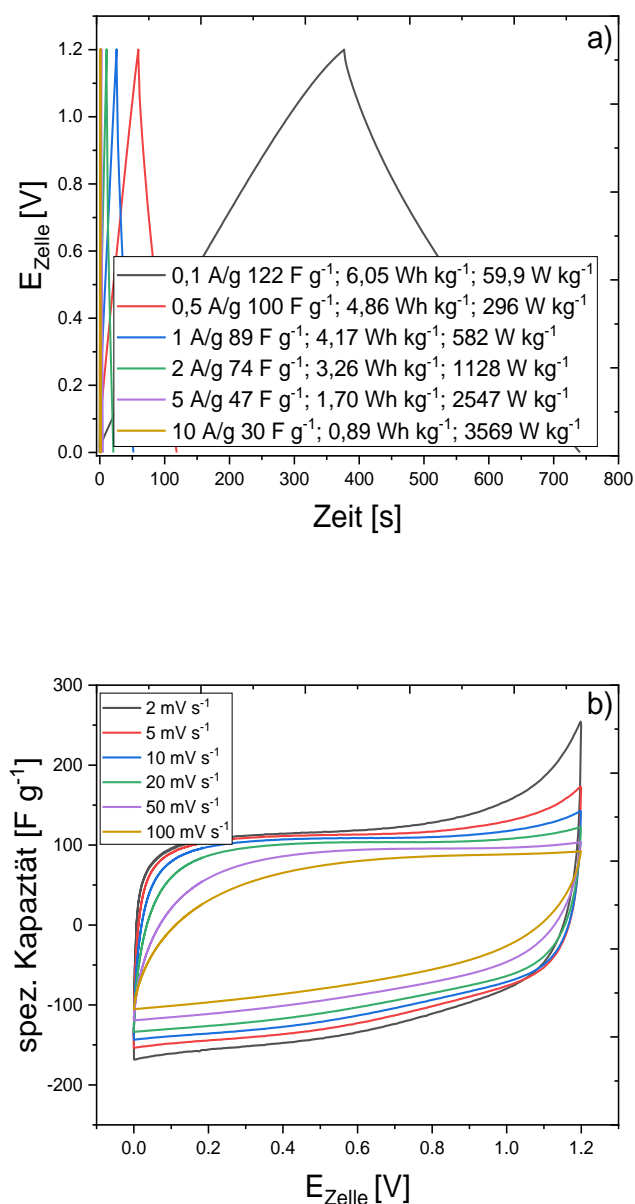 a)
1.2
1.0
0.8
0.6
0.4
0.2
0.0
E_Zelle [V]
0,1 A/g 122 F g⁻¹; 6,05 Wh kg⁻¹; 59,9 W kg⁻¹
0,5 A/g 100 F g⁻¹; 4,86 Wh kg⁻¹; 296 W kg⁻¹
1 A/g 89 F g⁻¹; 4,17 Wh kg⁻¹; 582 W kg⁻¹
2 A/g 74 F g⁻¹; 3,26 Wh kg⁻¹; 1128 W kg⁻¹
5 A/g 47 F g⁻¹; 1,70 Wh kg⁻¹; 2547 W kg⁻¹
10 A/g 30 F g⁻¹; 0,89 Wh kg⁻¹; 3569 W kg⁻¹
0 100 200 300 400 500 600 700 800
Zeit [s]
b)
300
200
100
0
-100
-200
spez. Kapaztät [F g⁻¹]
2 mV s⁻¹
5 mV s⁻¹
10 mV s⁻¹
20 mV s⁻¹
50 mV s⁻¹
100 mV s⁻¹
0.0 0.2 0.4 0.6 0.8 1.0 1.2
E_Zelle [V]